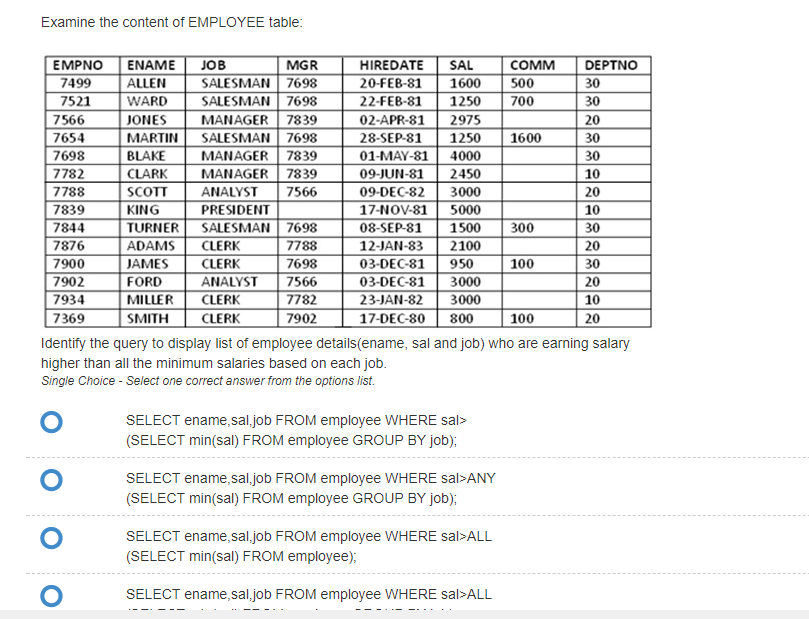 Examine the content of EMPLOYEE table:
EMPNO ENAME JOB MGR HIREDATE SAL COMM DEPTNO
7499 ALLEN SALESMAN 7698 20-FEB-81 1600 500 30
7521 WARD SALESMAN 7698 22-FEB-81 1250 700 30
7566 JONES MANAGER 7839 02-APR-81 2975 20
7654 MARTIN SALESMAN 7698 28-SEP-81 1250 1600 30
7698 BLAKE MANAGER 7839 01-MAY-81 4000 30
7782 CLARK MANAGER 7839 09-JUN-81 2450 10
7788 SCOTT ANALYST 7566 09-DEC-82 3000 20
7839 KING PRESIDENT 17-NOV-81 5000 10
7844 TURNER SALESMAN 7698 08-SEP-81 1500 300 30
7876 ADAMS CLERK 7788 12-JAN-83 2100 20
7900 JAMES CLERK 7698 03-DEC-81 950 100 30
7902 FORD ANALYST 7566 03-DEC-81 3000 20
7934 MILLER CLERK 7782 23-JAN-82 3000 10
7369 SMITH CLERK 7902 17-DEC-80 800 100 20
Identify the query to display list of employee details(ename, sal and job) who are earning salary
higher than all the minimum salaries based on each job.
Single Choice - Select one correct answer from the options list.
SELECT ename,sal,job FROM employee WHERE sal>
(SELECT min(sal) FROM employee GROUP BY job);
SELECT ename,sal,job FROM employee WHERE sal>ANY
(SELECT min(sal) FROM employee GROUP BY job);
SELECT ename,sal,job FROM employee WHERE sal>ALL
(SELECT min(sal) FROM employee);
SELECT ename,sal,job FROM employee WHERE sal>ALL